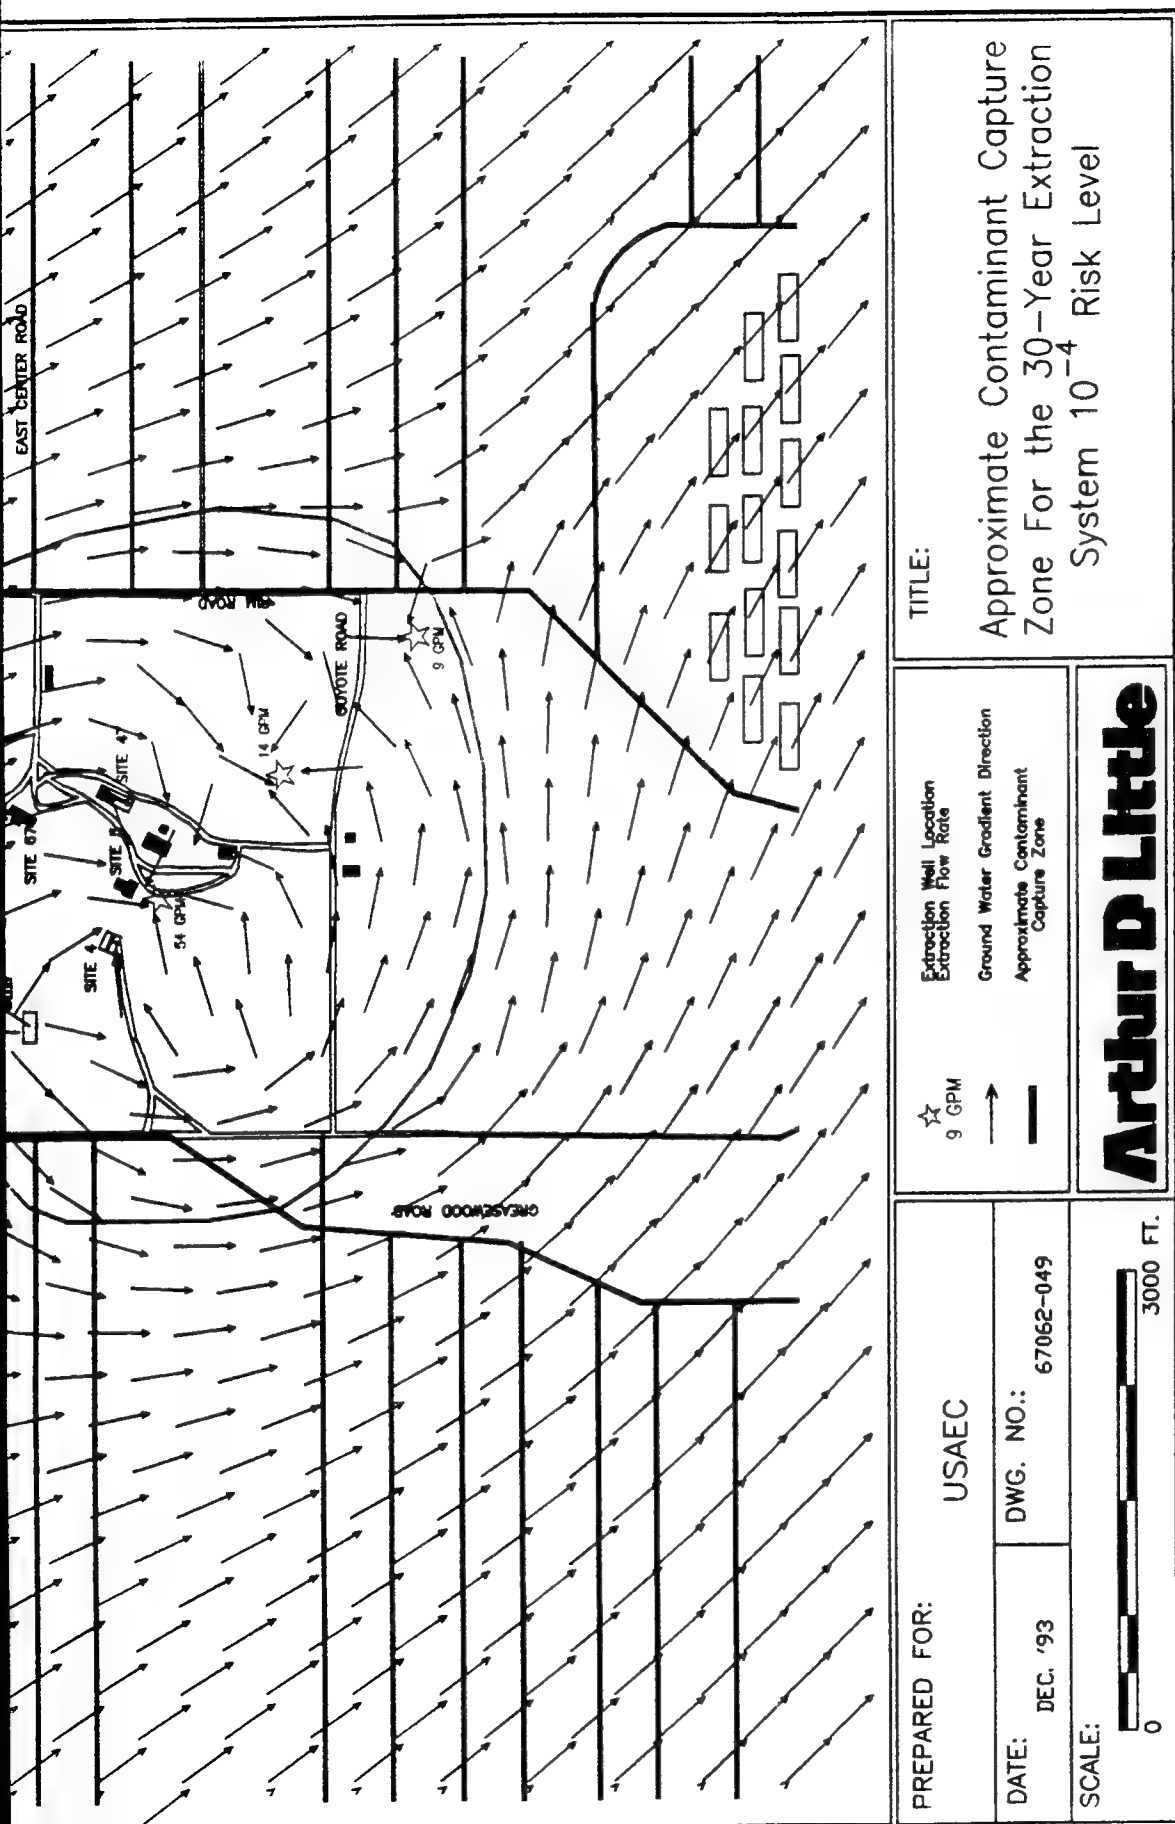 EAST CENTER ROAD
COYOTE ROAD
ROAD
GREASEWOOD ROAD
SITE 67
SITE 47
SITE
SITE 4
54 GPM
14 GPM
9 GPM
PREPARED FOR:
USAEC
DATE:
DEC. '93
DWG. NO.:
67062-049
SCALE:
0
3000 FT.
9 GPM
Extraction Well Location
Extraction Flow Rate
Ground Water Gradient Direction
Approximate Contaminant
Capture Zone
Arthur D Little
TITLE:
Approximate Contaminant Capture
Zone For the 30-Year Extraction
System 10⁻⁴ Risk Level